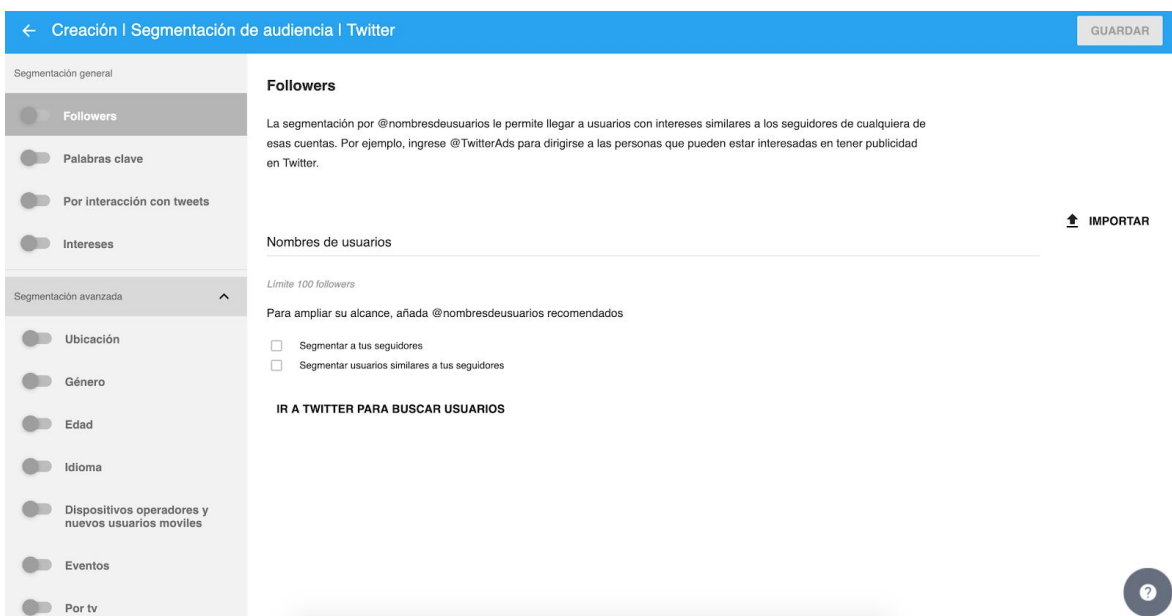 Creación | Segmentación de audiencia | Twitter
GUARDAR
Segmentación general
Followers
Palabras clave
Por interacción con tweets
Intereses
Segmentación avanzada
Ubicación
Género
Edad
Idioma
Dispositivos operadores y
nuevos usuarios moviles
Eventos
Por tv
Followers
La segmentación por @nombresdeusuarios le permite llegar a usuarios con intereses similares a los seguidores de cualquiera de
esas cuentas. Por ejemplo, ingrese @TwitterAds para dirigirse a las personas que pueden estar interesadas en tener publicidad
en Twitter.
IMPORTAR
Nombres de usuarios
Límite 100 followers
Para ampliar su alcance, añada @nombresdeusuarios recomendados
Segmentar a tus seguidores
Segmentar usuarios similares a tus seguidores
IR A TWITTER PARA BUSCAR USUARIOS
?